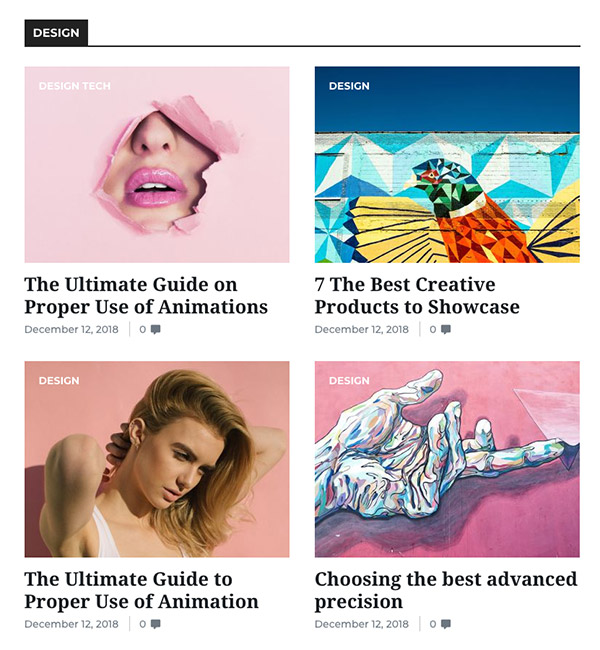 DESIGN
DESIGN TECH
The Ultimate Guide on
Proper Use of Animations
December 12, 2018 0
DESIGN
7 The Best Creative
Products to Showcase
December 12, 2018 0
DESIGN
The Ultimate Guide to
Proper Use of Animation
December 12, 2018 0
DESIGN
Choosing the best advanced
precision
December 12, 2018 0